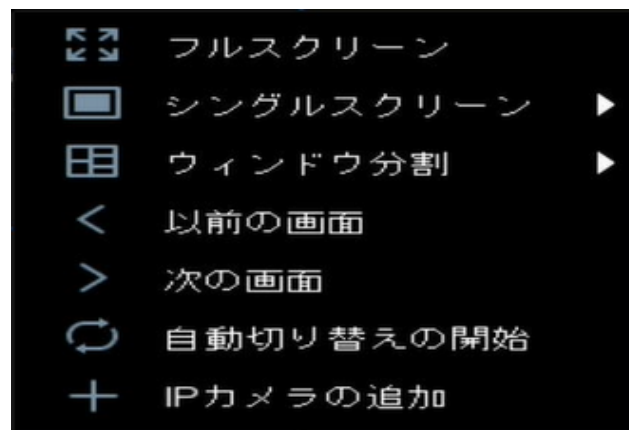 フルスクリーン
シングルスクリーン
ウィンドウ分割
以前の画面
次の画面
自動切り替えの開始
IPカメラの追加